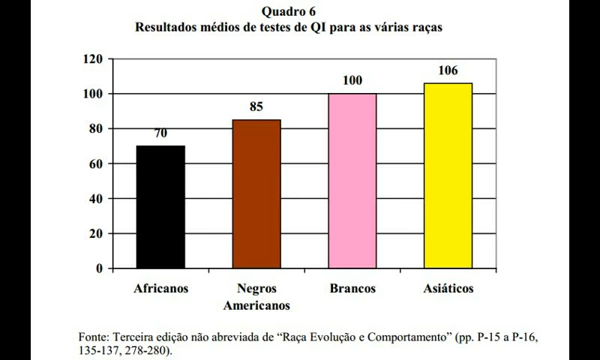 Quadro 6
Resultados médios de testes de QI para as várias raças
120
100
80
60
40
20
0
70
85
100
106
Africanos
Negros
Americanos
Brancos
Asiáticos
Fonte: Terceira edição não abreviada de “Raça Evolução e Comportamento” (pp. P-15 a P-16,
135-137, 278-280).